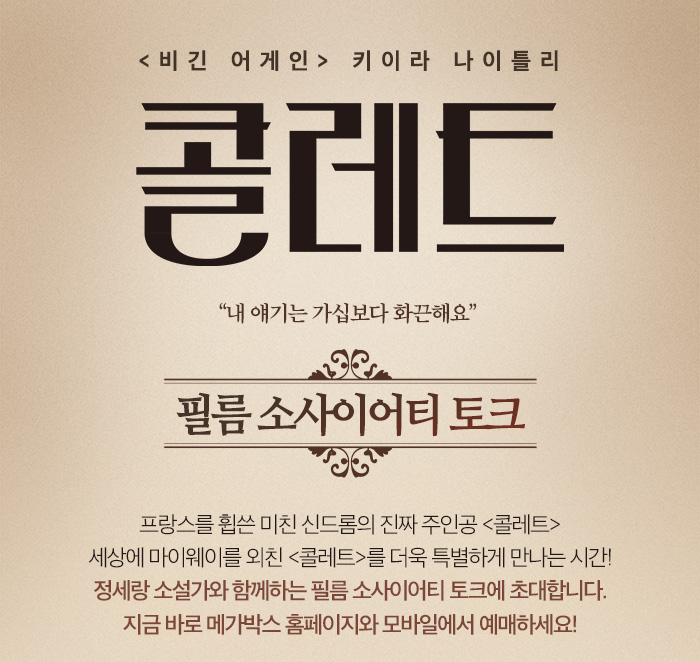 <비긴 어게인> 키이라 나이틀리
콜레트
“내 얘기는 가십보다 화끈해요”
필름 소사이어티 토크
프랑스를 휩쓴 미친 신드롬의 진짜 주인공 <콜레트>
세상에 마이웨이를 외친 <콜레트>를 더욱 특별하게 만나는 시간!
정세랑 소설가와 함께하는 필름 소사이어티 토크에 초대합니다.
지금 바로 메가박스 홈페이지와 모바일에서 예매하세요!